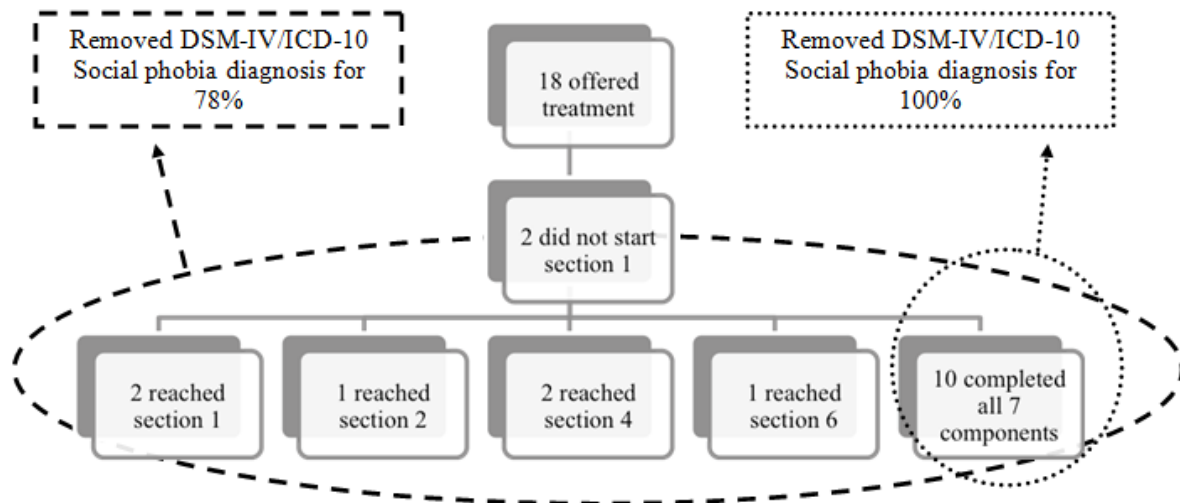 Removed DSM-IV/ICD-10
Social phobia diagnosis for
78%
Removed DSM-IV/ICD-10
Social phobia diagnosis for
100%
18 offered
treatment
2 did not start
section 1
2 reached
section 1
1 reached
section 2
2 reached
section 4
1 reached
section 6
10 completed
all 7
components